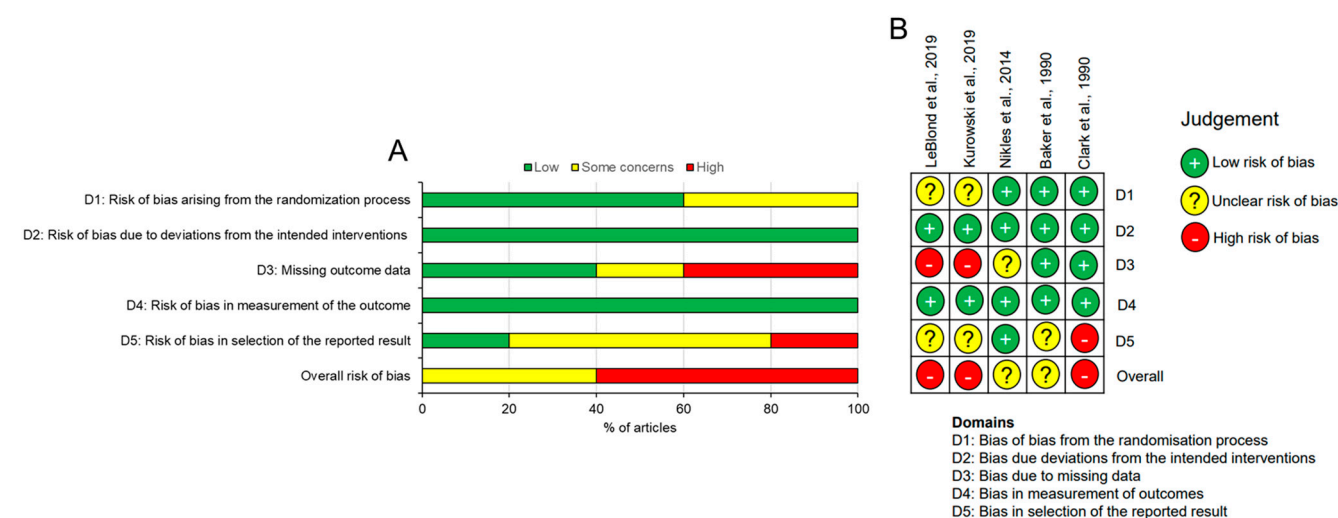 A
Low Some concerns High
D1: Risk of bias arising from the randomization process
D2: Risk of bias due to deviations from the intended interventions
D3: Missing outcome data
D4: Risk of bias in measurement of the outcome
D5: Risk of bias in selection of the reported result
Overall risk of bias
0 20 40 60 80 100
% of articles
B
LeBlond et al., 2019
Kurowski et al., 2019
Nikles et al., 2014
Baker et al., 1990
Clark et al., 1990
? ? + + + D1
+ + + + + D2
- - ? + + D3
+ + + + + D4
? ? + ? - D5
- - ? ? - Overall
Judgement
+ Low risk of bias
? Unclear risk of bias
- High risk of bias
Domains
D1: Bias of bias from the randomisation process
D2: Bias due deviations from the intended interventions
D3: Bias due to missing data
D4: Bias in measurement of outcomes
D5: Bias in selection of the reported result